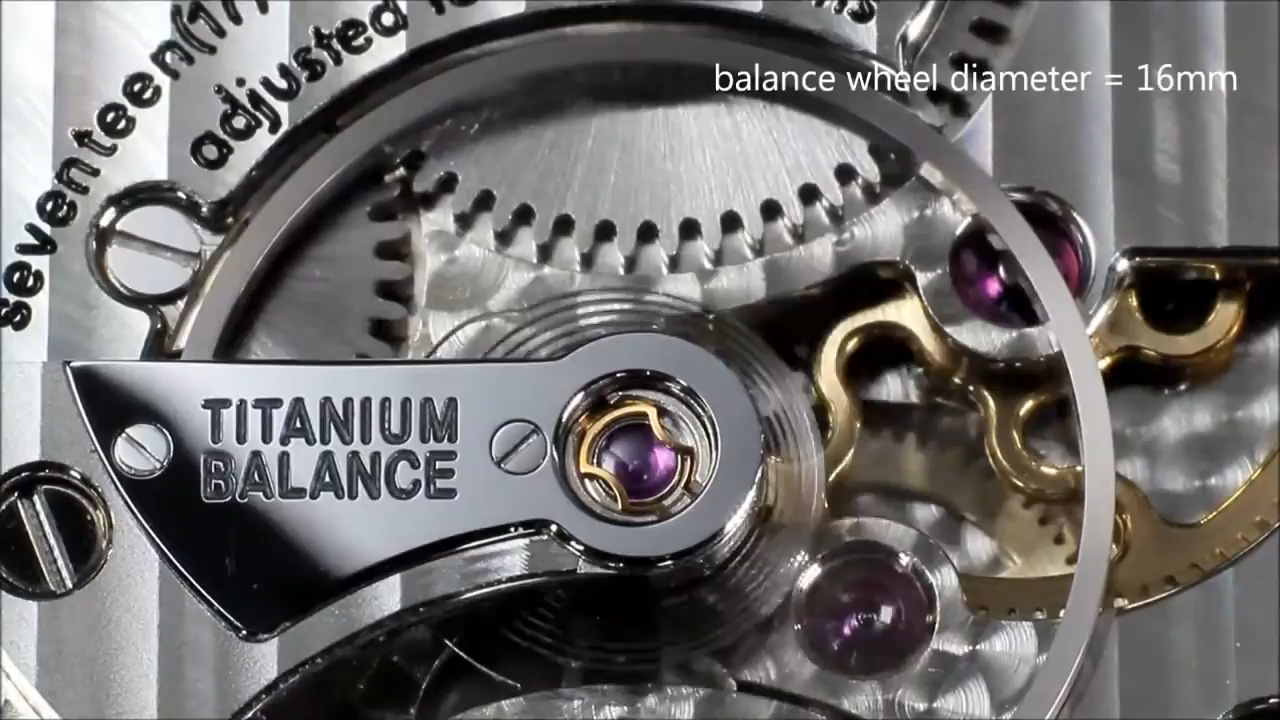 seventeen(17)
adjusted
balance wheel diameter = 16mm
TITANIUM
BALANCE